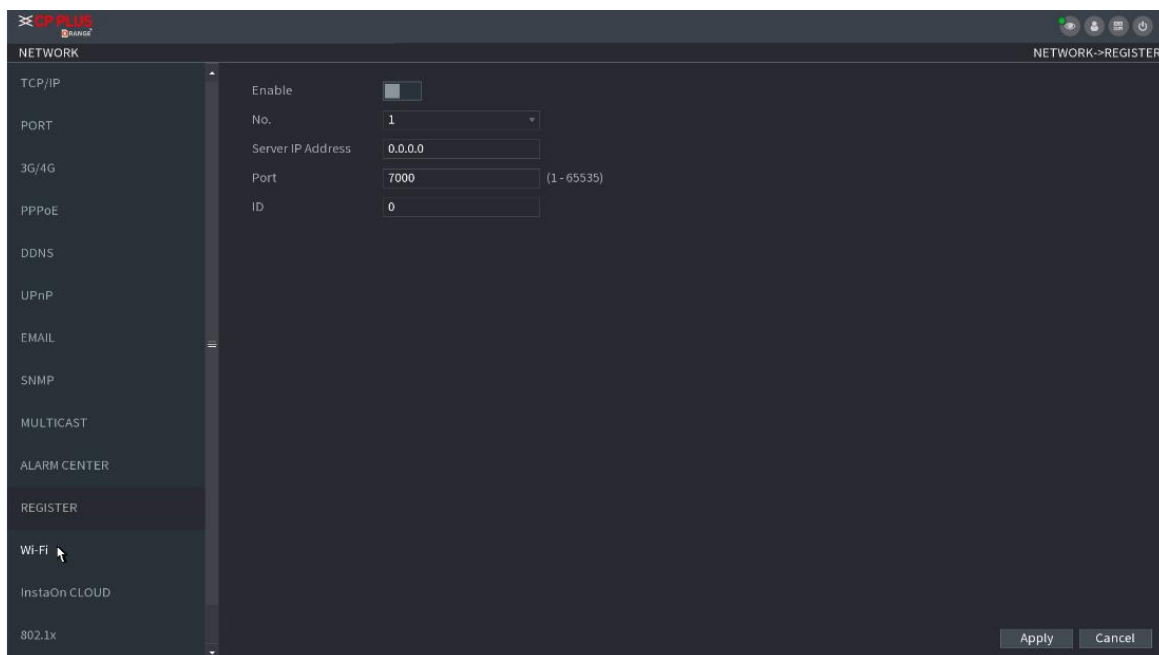 CP PLUS
ORANGE
NETWORK
NETWORK->REGISTER
TCP/IP
PORT
3G/4G
PPPoE
DDNS
UPnP
EMAIL
SNMP
MULTICAST
ALARM CENTER
REGISTER
Wi-Fi
InstaOn CLOUD
802.1x
Enable
No. 1
Server IP Address 0.0.0.0
Port 7000 (1 - 65535)
ID 0
Apply Cancel